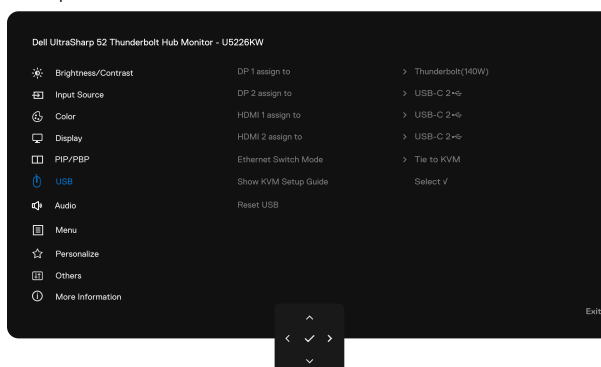 Dell UltraSharp 52 Thunderbolt Hub Monitor - U5226KW
Brightness/Contrast DP 1 assign to > Thunderbolt(140W)
Input Source DP 2 assign to > USB-C 2
Color HDMI 1 assign to > USB-C 2
Display HDMI 2 assign to > USB-C 2
PIP/PBP Ethernet Switch Mode > Tie to KVM
USB Show KVM Setup Guide Select √
Audio Reset USB
Menu
Personalize
Others
More Information
Exit